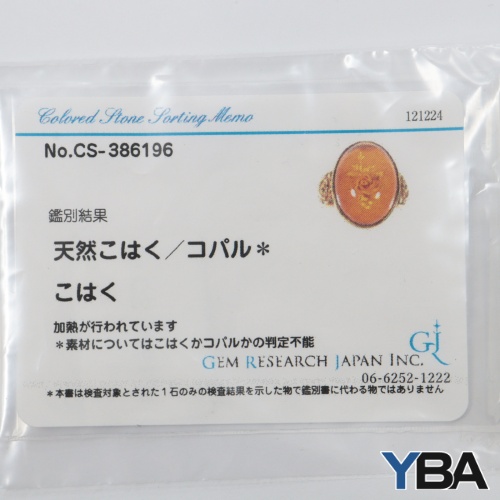 Colored Stone Sorting Memo
121224
No.CS-386196
鑑別結果
天然こはく／コパル＊
こはく
加熱が行われています
＊素材についてはこはくかコパルかの判定不能
GJ
GEM RESEARCH JAPAN INC.
06-6252-1222
＊本書は検査対象とされた1石のみの検査結果を示した物で鑑別書に代わる物ではありません
YBA